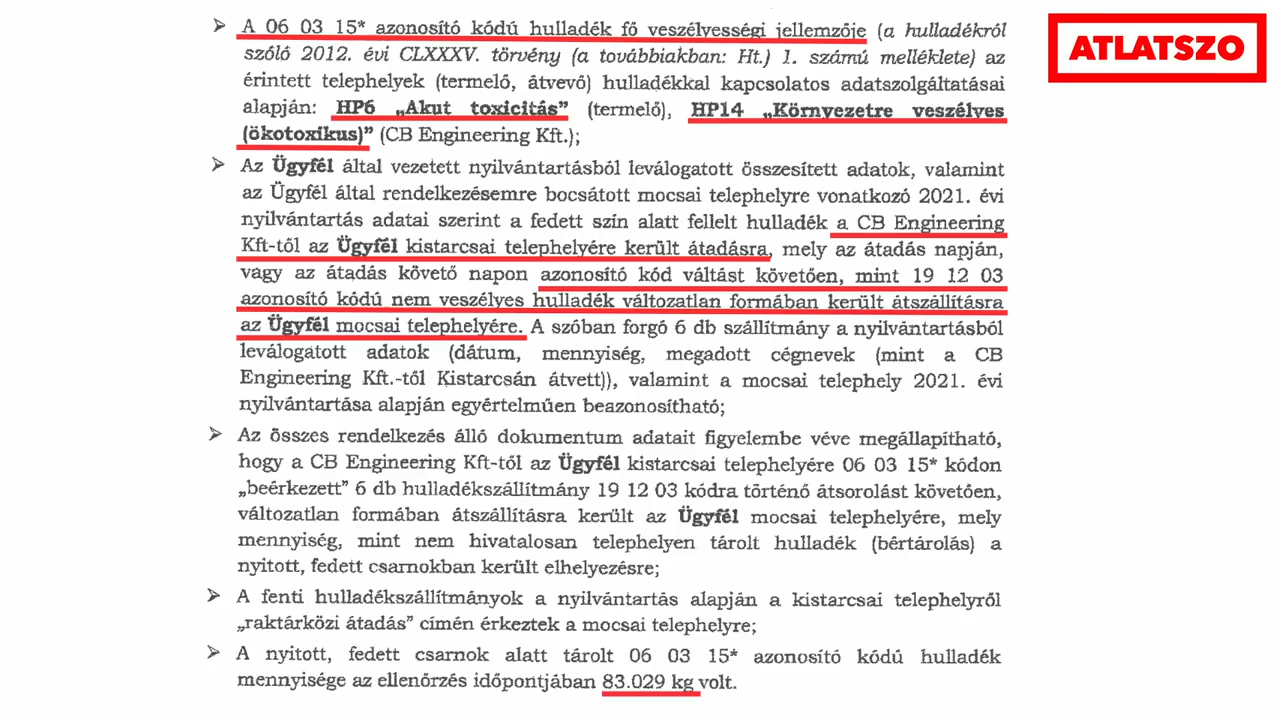 ➢ A 06 03 15* azonosító kódú hulladék fő veszélyességi jellemzője (a hulladékról
szóló 2012. évi CLXXXV. törvény (a továbbiakban: Ht.) 1. számú melléklete) az
érintett telephelyek (termelő, átvevő) hulladékkal kapcsolatos adatszolgáltatásai
alapján: HP6 „Akut toxicitás” (termelő), HP14 „Környezetre veszélyes
(ökotoxikus)” (CB Engineering Kft.);
➢ Az Ügyfél által vezetett nyilvántartásból leválogatott összesített adatok, valamint
az Ügyfél által rendelkezésemre bocsátott mocsai telephelyre vonatkozó 2021. évi
nyilvántartás adatai szerint a fedett szín alatt fellelt hulladék a CB Engineering
Kft-től az Ügyfél kistarcsai telephelyére került átadásra, mely az átadás napján,
vagy az átadás követő napon azonosító kód váltást követően, mint 19 12 03
azonosító kódú nem veszélyes hulladék változatlan formában került átszállításra
az Ügyfél mocsai telephelyére. A szóban forgó 6 db szállítmány a nyilvántartásból
leválogatott adatok (dátum, mennyiség, megadott cégnevek (mint a CB
Engineering Kft.-től Kistarcsán átvett)), valamint a mocsai telephely 2021. évi
nyilvántartása alapján egyértelműen beazonosítható;
➢ Az összes rendelkezés álló dokumentum adatait figyelembe véve megállapítható,
hogy a CB Engineering Kft-től az Ügyfél kistarcsai telephelyére 06 03 15* kódon
„beérkezett” 6 db hulladékszállítmány 19 12 03 kódra történő átsorolást követően,
változatlan formában átszállításra került az Ügyfél mocsai telephelyére, mely
mennyiség, mint nem hivatalosan telephelyen tárolt hulladék (bértárolás) a
nyitott, fedett csarnokban került elhelyezésre;
➢ A fenti hulladékszállítmányok a nyilvántartás alapján a kistarcsai telephelyről
„raktárközi átadás” címén érkeztek a mocsai telephelyre;
➢ A nyitott, fedett csarnok alatt tárolt 06 03 15* azonosító kódú hulladék
mennyisége az ellenőrzés időpontjában 83.029 kg volt.
ATLATSZO